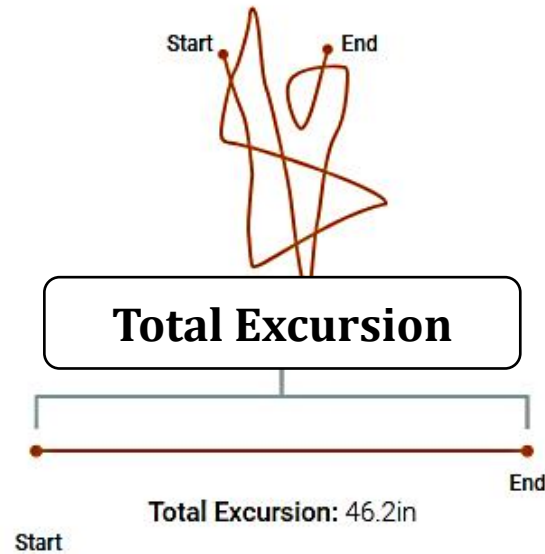 Start
End
Total Excursion
End
Total Excursion: 46.2in
Start